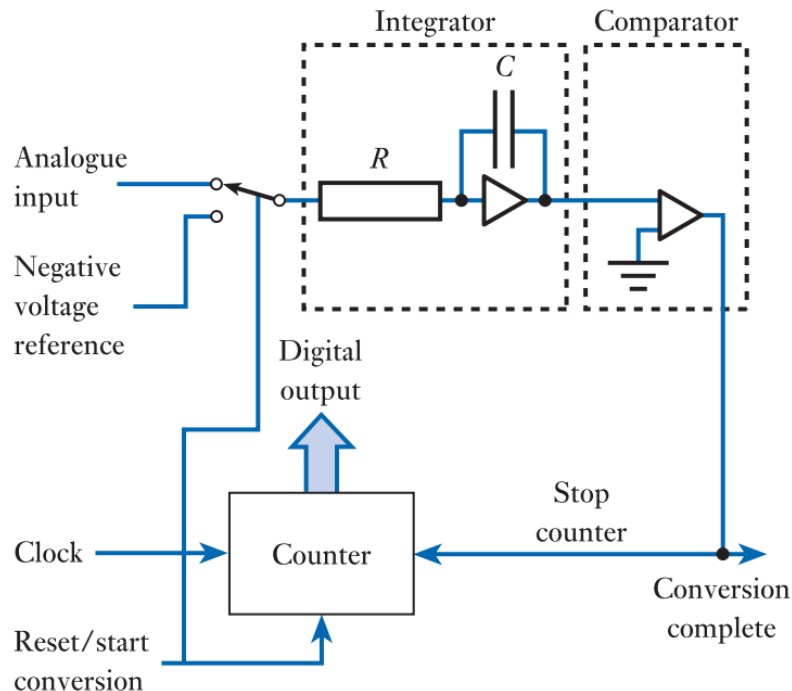 Integrator
Comparator
C
R
Analogue
input
Negative
voltage
reference
Digital
output
Stop
counter
Clock
Counter
Conversion
complete
Reset/start
conversion